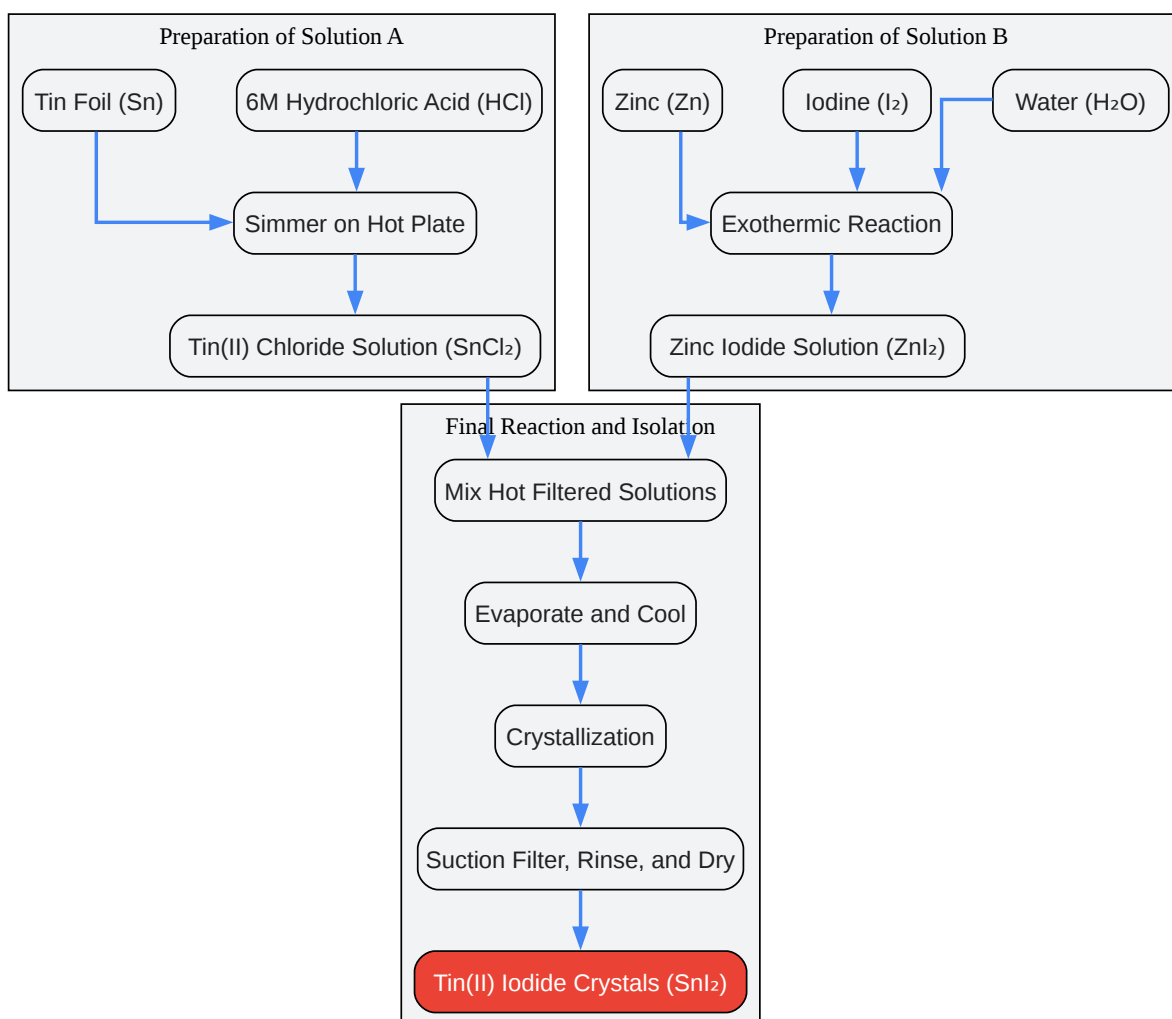 Preparation of Solution A
Tin Foil (Sn)
6M Hydrochloric Acid (HCl)
Simmer on Hot Plate
Tin(II) Chloride Solution (SnCl₂)
Preparation of Solution B
Zinc (Zn)
Iodine (I₂)
Water (H₂O)
Exothermic Reaction
Zinc Iodide Solution (ZnI₂)
Final Reaction and Isolation
Mix Hot Filtered Solutions
Evaporate and Cool
Crystallization
Suction Filter, Rinse, and Dry
Tin(II) Iodide Crystals (SnI₂)